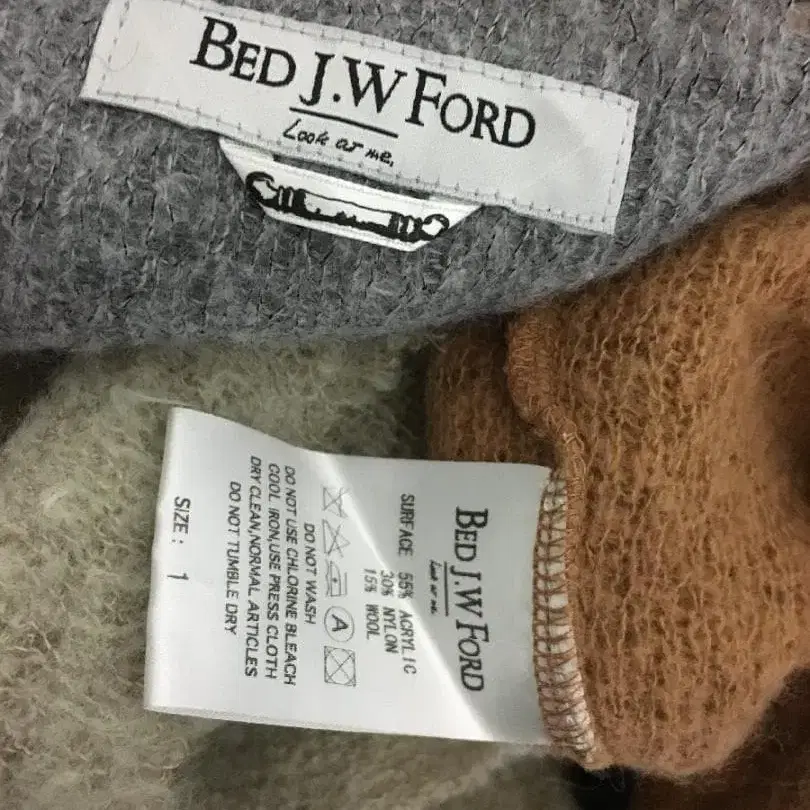 BED J.W FORD
Look at me,
BED J.W FORD
Look at me,
SURFACE 55% ACRYLIC
30% NYLON
15% WOOL
A
DO NOT WASH
DO NOT USE CHLORINE BLEACH
COOL IRON,USE PRESS CLOTH
DRY CLEAN,NORMAL ARTICLES
DO NOT TUMBLE DRY
SIZE: 1